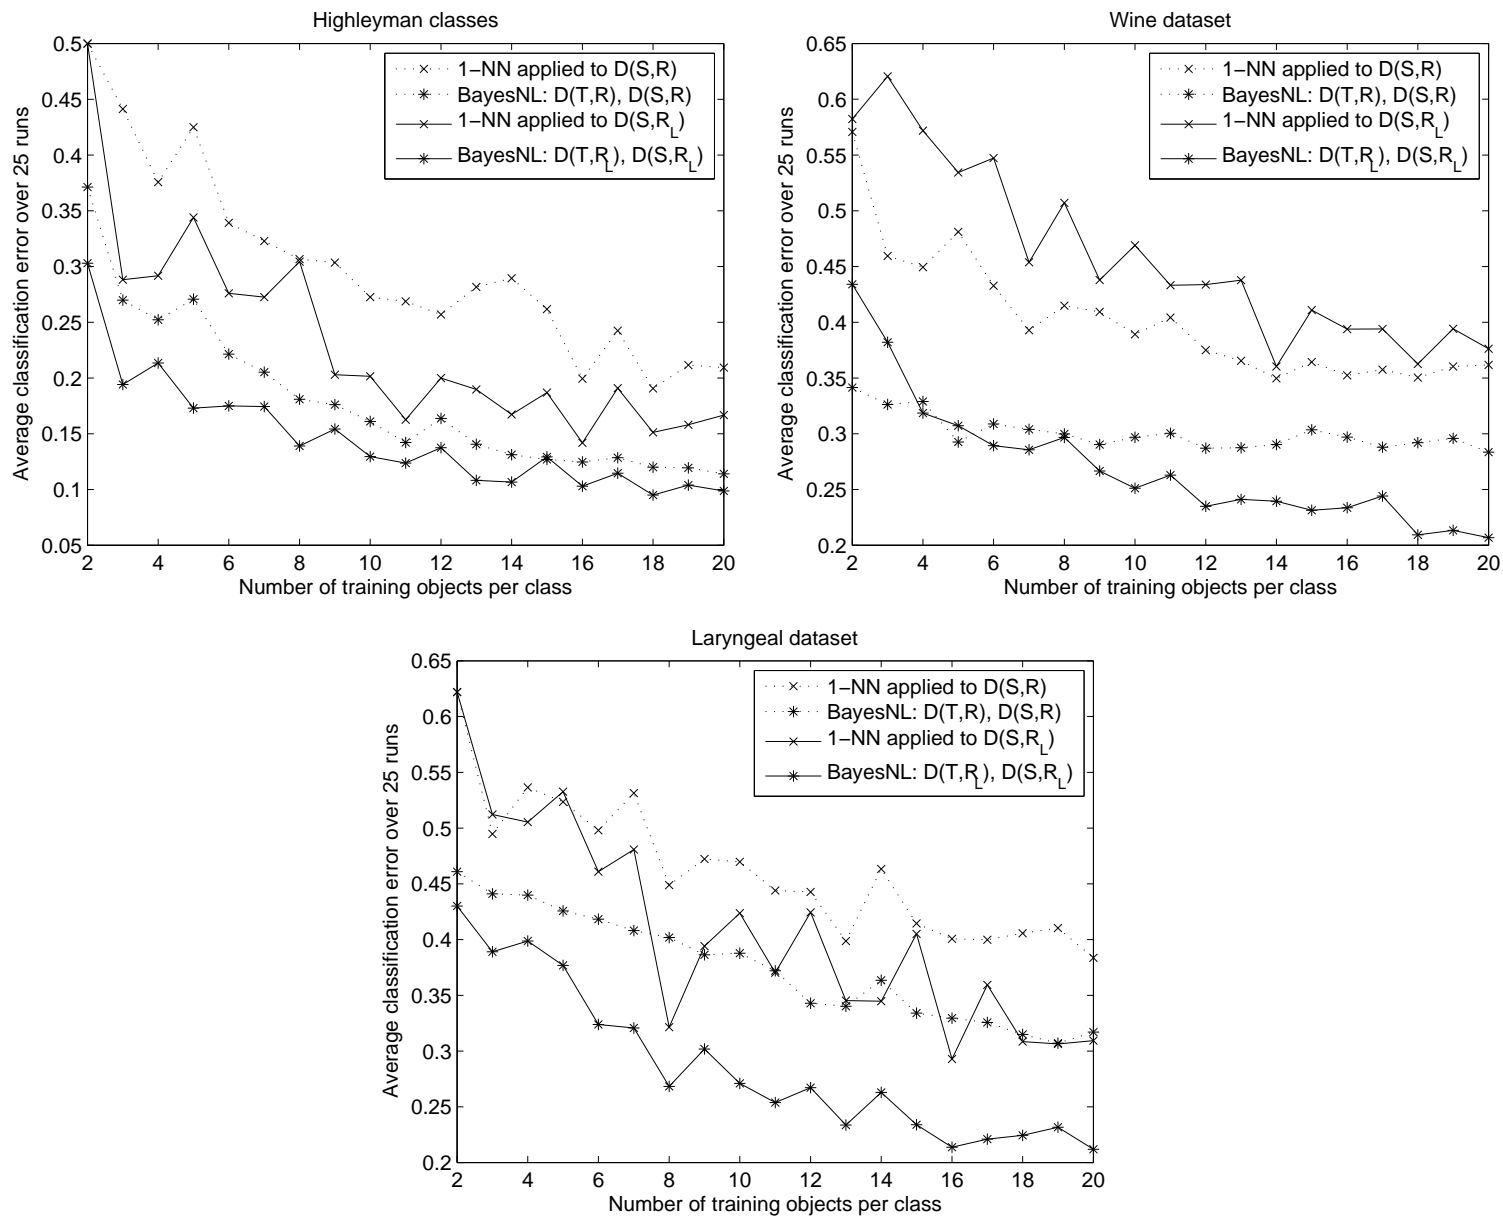 Highleyman classes
0.5
0.45
0.4
0.35
0.3
0.25
0.2
0.15
0.1
0.05
Average classification error over 25 runs
1−NN applied to D(S,R)
BayesNL: D(T,R), D(S,R)
1−NN applied to D(S,R_L)
BayesNL: D(T,R_L), D(S,R_L)
2 4 6 8 10 12 14 16 18 20
Number of training objects per class
Wine dataset
0.65
0.6
0.55
0.5
0.45
0.4
0.35
0.3
0.25
0.2
Average classification error over 25 runs
1−NN applied to D(S,R)
BayesNL: D(T,R), D(S,R)
1−NN applied to D(S,R_L)
BayesNL: D(T,R_L), D(S,R_L)
2 4 6 8 10 12 14 16 18 20
Number of training objects per class
Laryngeal dataset
0.65
0.6
0.55
0.5
0.45
0.4
0.35
0.3
0.25
0.2
Average classification error over 25 runs
1−NN applied to D(S,R)
BayesNL: D(T,R), D(S,R)
1−NN applied to D(S,R_L)
BayesNL: D(T,R_L), D(S,R_L)
2 4 6 8 10 12 14 16 18 20
Number of training objects per class